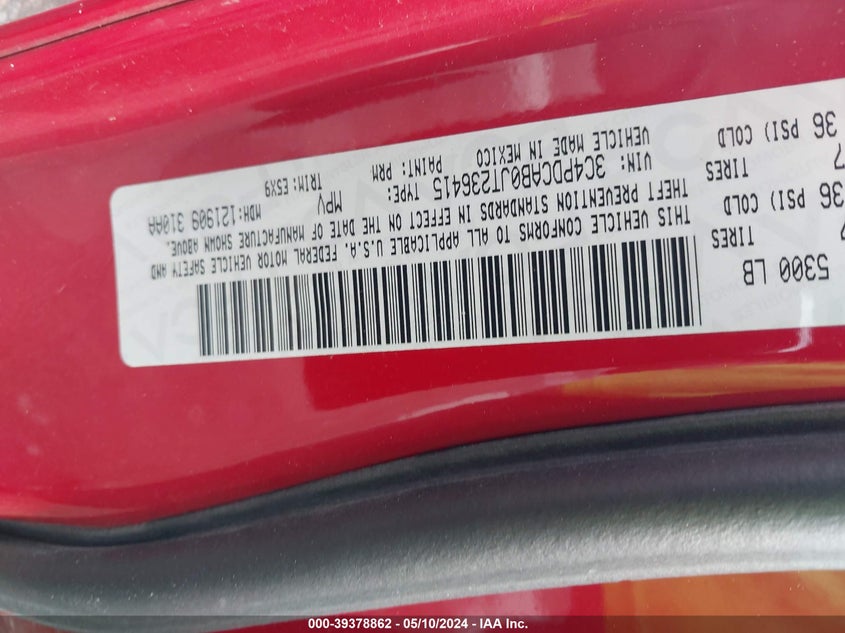 5300 LB
TIRES
36 PSI) COLD
TIRES
36 PSI) COLD
THIS VEHICLE CONFORMS TO ALL APPLICABLE U.S.A. FEDERAL MOTOR VEHICLE SAFETY AND
THEFT PREVENTION STANDARDS IN EFFECT ON THE DATE OF MANUFACTURE SHOWN ABOVE.
VIN: 3C4PDCAB0JT236415 TYPE: MPV MDH:121909 310AA
VEHICLE MADE IN MEXICO PAINT: PRM TRIM: ESX9
000-39378862 - 05/10/2024 - IAA Inc.